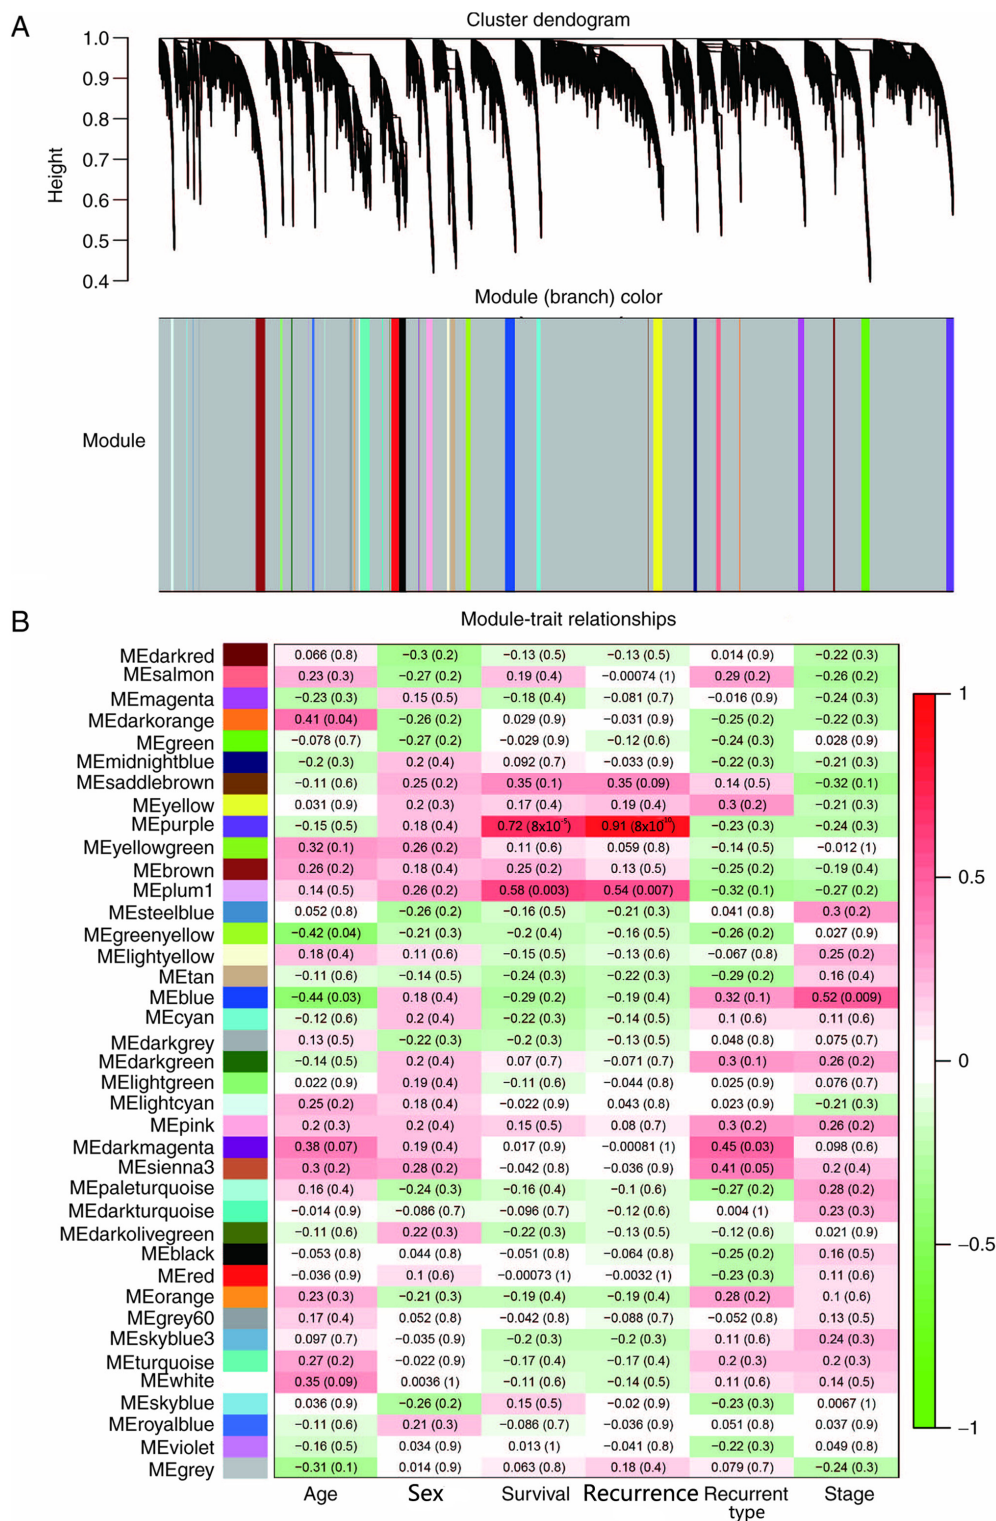 A
Cluster dendogram
1.0
0.9
0.8
0.7
0.6
0.5
0.4
Height
Module (branch) color
Module
B
Module-trait relationships
MEdarkred 0.066 (0.8) −0.3 (0.2) −0.13 (0.5) −0.13 (0.5) 0.014 (0.9) −0.22 (0.3)
MEsalmon 0.23 (0.3) −0.27 (0.2) 0.19 (0.4) −0.00074 (1) 0.29 (0.2) −0.26 (0.2)
MEmagenta −0.23 (0.3) 0.15 (0.5) −0.18 (0.4) −0.081 (0.7) −0.016 (0.9) −0.24 (0.3)
MEdarkorange 0.41 (0.04) −0.26 (0.2) 0.029 (0.9) −0.031 (0.9) −0.25 (0.2) −0.22 (0.3)
MEgreen −0.078 (0.7) −0.27 (0.2) −0.029 (0.9) −0.12 (0.6) −0.24 (0.3) 0.028 (0.9)
MEmidnightblue −0.2 (0.3) 0.2 (0.4) 0.092 (0.7) −0.033 (0.9) −0.22 (0.3) −0.21 (0.3)
MEsaddlebrown −0.11 (0.6) 0.25 (0.2) 0.35 (0.1) 0.35 (0.09) 0.14 (0.5) −0.32 (0.1)
MEyellow 0.031 (0.9) 0.2 (0.3) 0.17 (0.4) 0.19 (0.4) 0.3 (0.2) −0.21 (0.3)
MEpurple −0.15 (0.5) 0.18 (0.4) 0.72 (8x10⁻⁵) 0.91 (8x10⁻¹⁰) −0.23 (0.3) −0.24 (0.3)
MEyellowgreen 0.32 (0.1) 0.26 (0.2) 0.11 (0.6) 0.059 (0.8) −0.14 (0.5) −0.012 (1)
MEbrown 0.26 (0.2) 0.18 (0.4) 0.25 (0.2) 0.13 (0.5) −0.25 (0.2) −0.19 (0.4)
MEplum1 0.14 (0.5) 0.26 (0.2) 0.58 (0.003) 0.54 (0.007) −0.32 (0.1) −0.27 (0.2)
MEsteelblue 0.052 (0.8) −0.26 (0.2) −0.16 (0.5) −0.21 (0.3) 0.041 (0.8) 0.3 (0.2)
MEgreenyellow −0.42 (0.04) −0.21 (0.3) −0.2 (0.4) −0.16 (0.5) −0.26 (0.2) 0.027 (0.9)
MElightyellow 0.18 (0.4) 0.11 (0.6) −0.15 (0.5) −0.13 (0.6) −0.067 (0.8) 0.25 (0.2)
MEtan −0.11 (0.6) −0.14 (0.5) −0.24 (0.3) −0.22 (0.3) −0.29 (0.2) 0.16 (0.4)
MEblue −0.44 (0.03) 0.18 (0.4) −0.29 (0.2) −0.19 (0.4) 0.32 (0.1) 0.52 (0.009)
MEcyan −0.12 (0.6) 0.2 (0.4) −0.22 (0.3) −0.14 (0.5) 0.1 (0.6) 0.11 (0.6)
MEdarkgrey 0.13 (0.5) −0.22 (0.3) −0.2 (0.3) −0.13 (0.5) 0.048 (0.8) 0.075 (0.7)
MEdarkgreen −0.14 (0.5) 0.2 (0.4) 0.07 (0.7) −0.071 (0.7) 0.3 (0.1) 0.26 (0.2)
MElightgreen 0.022 (0.9) 0.19 (0.4) −0.11 (0.6) −0.044 (0.8) 0.025 (0.9) 0.076 (0.7)
MElightcyan 0.25 (0.2) 0.18 (0.4) −0.022 (0.9) 0.043 (0.8) 0.023 (0.9) −0.21 (0.3)
MEpink 0.2 (0.3) 0.2 (0.4) 0.15 (0.5) 0.08 (0.7) 0.3 (0.2) 0.26 (0.2)
MEdarkmagenta 0.38 (0.07) 0.19 (0.4) 0.017 (0.9) −0.00081 (1) 0.45 (0.03) 0.098 (0.6)
MEsienna3 0.3 (0.2) 0.28 (0.2) −0.042 (0.8) −0.036 (0.9) 0.41 (0.05) 0.2 (0.4)
MEpaleturquoise 0.16 (0.4) −0.24 (0.3) −0.16 (0.4) −0.1 (0.6) −0.27 (0.2) 0.28 (0.2)
MEdarkturquoise −0.014 (0.9) −0.086 (0.7) −0.096 (0.7) −0.12 (0.6) 0.004 (1) 0.23 (0.3)
MEdarkolivegreen −0.11 (0.6) 0.22 (0.3) −0.22 (0.3) −0.13 (0.5) −0.12 (0.6) 0.021 (0.9)
MEblack −0.053 (0.8) 0.044 (0.8) −0.051 (0.8) −0.064 (0.8) −0.25 (0.2) 0.16 (0.5)
MEred −0.036 (0.9) 0.1 (0.6) −0.00073 (1) −0.0032 (1) −0.23 (0.3) 0.11 (0.6)
MEorange 0.23 (0.3) −0.21 (0.3) −0.19 (0.4) −0.19 (0.4) 0.28 (0.2) 0.1 (0.6)
MEgrey60 0.17 (0.4) 0.052 (0.8) −0.042 (0.8) −0.088 (0.7) −0.052 (0.8) 0.13 (0.5)
MEskyblue3 0.097 (0.7) −0.035 (0.9) −0.2 (0.3) −0.2 (0.3) 0.11 (0.6) 0.24 (0.3)
MEturquoise 0.27 (0.2) −0.022 (0.9) −0.17 (0.4) −0.17 (0.4) 0.2 (0.3) 0.2 (0.3)
MEwhite 0.35 (0.09) 0.0036 (1) −0.11 (0.6) −0.14 (0.5) 0.11 (0.6) 0.14 (0.5)
MEskyblue 0.036 (0.9) −0.26 (0.2) 0.15 (0.5) −0.02 (0.9) −0.23 (0.3) 0.0067 (1)
MEroyalblue −0.11 (0.6) 0.21 (0.3) −0.086 (0.7) −0.036 (0.9) 0.051 (0.8) 0.037 (0.9)
MEviolet −0.16 (0.5) 0.034 (0.9) 0.013 (1) −0.041 (0.8) −0.22 (0.3) 0.049 (0.8)
MEgrey −0.31 (0.1) 0.014 (0.9) 0.063 (0.8) 0.18 (0.4) 0.079 (0.7) −0.24 (0.3)
Age Sex Survival Recurrence Recurrent Stage
type
1
0.5
0
−0.5
−1